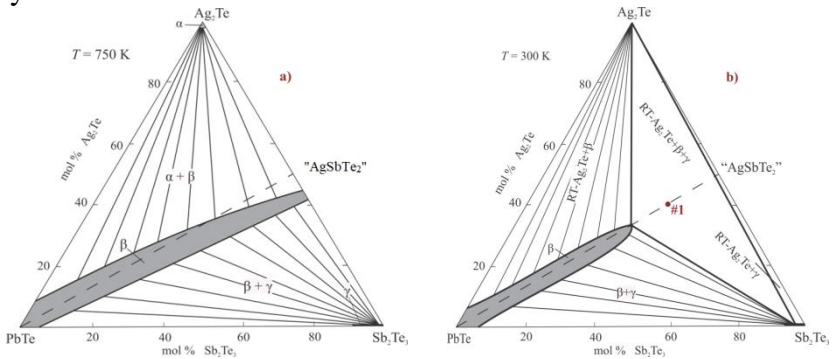 y
Ag₂Te
α
T = 750 K
a)
80
mol % Ag₂Te
60
"AgSbTe₂"
40
α + β
20
β
β + γ
γ
PbTe
20
40
60
80
Sb₂Te₃
mol % Sb₂Te₃
Ag₂Te
T = 300 K
b)
80
mol % Ag₂Te
60
RT-Ag₂Te+β
RT-Ag₂Te+β+γ
“AgSbTe₂”
40
#1
RT-Ag₂Te+γ
20
β
β+γ
PbTe
20
40
60
80
Sb₂Te₃
mol % Sb₂Te₃